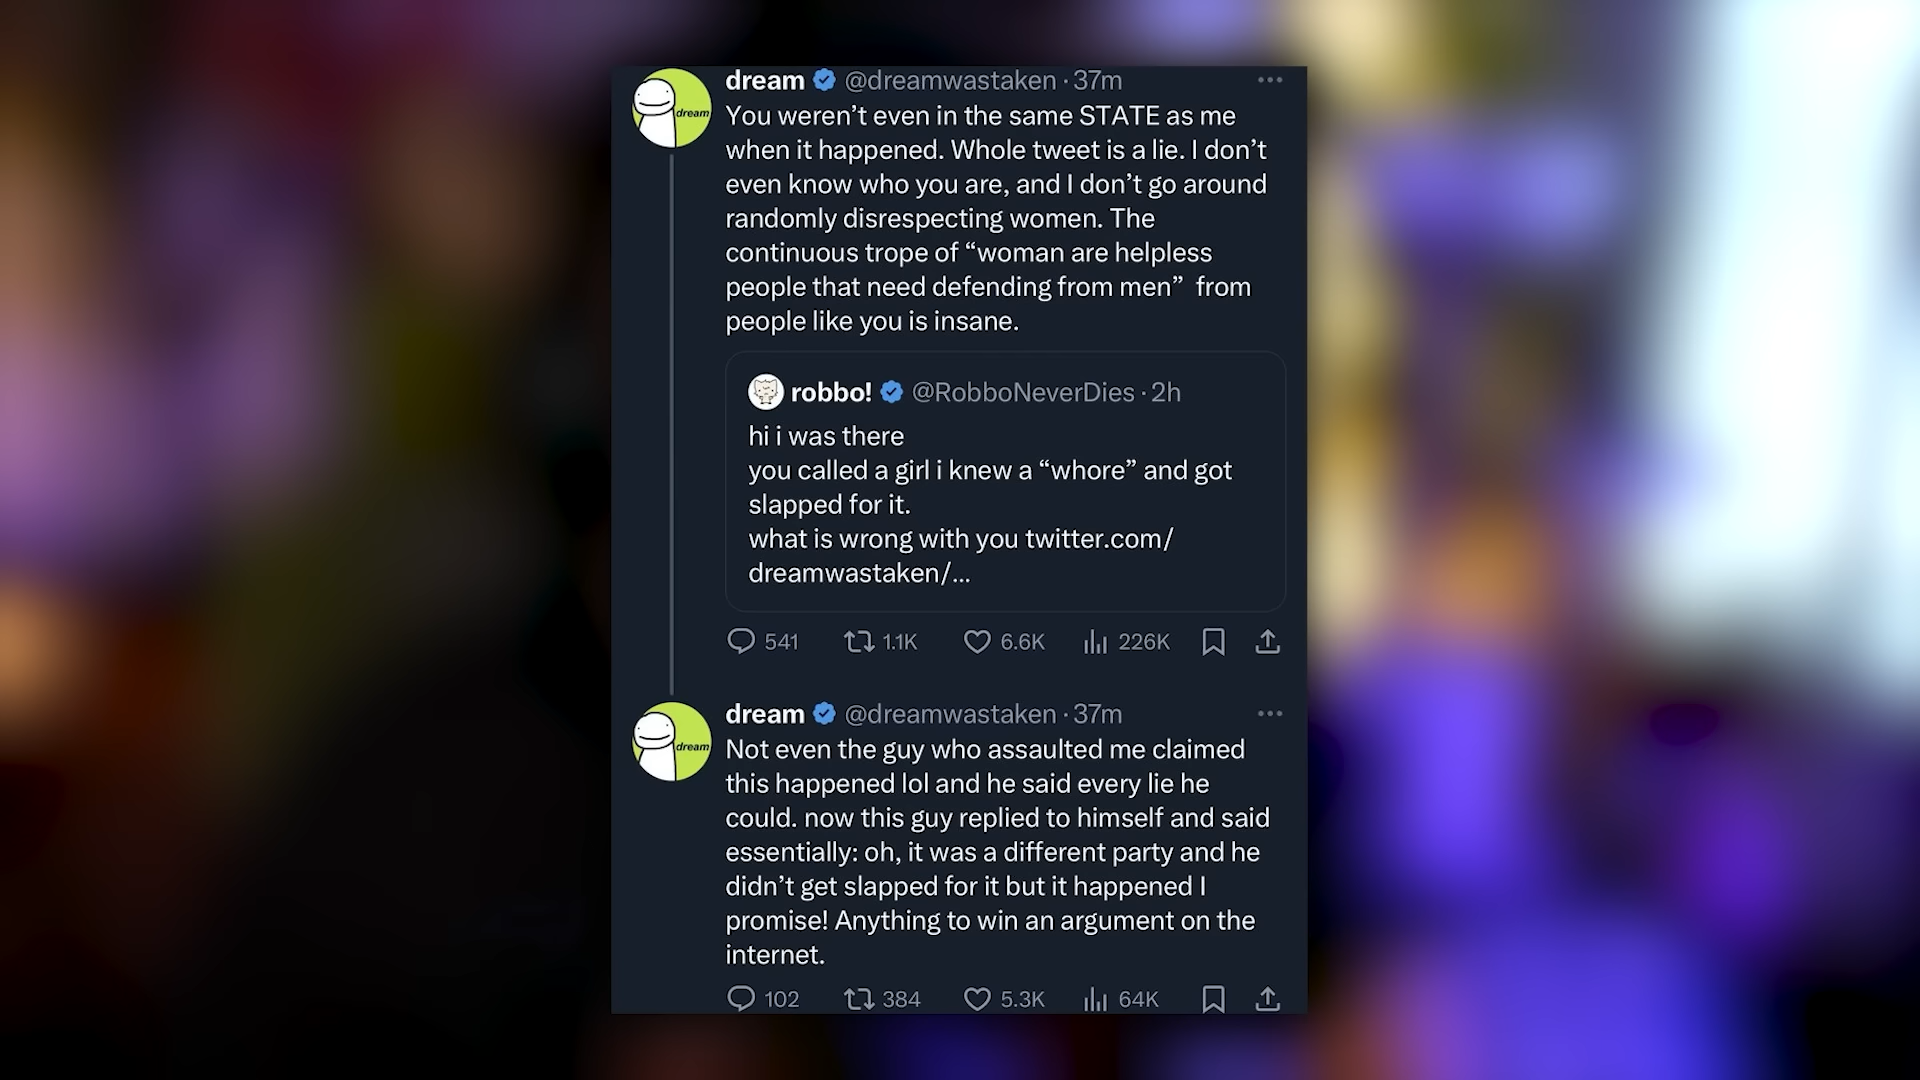 dream @dreamwastaken · 37m
You weren’t even in the same STATE as me
when it happened. Whole tweet is a lie. I don’t
even know who you are, and I don’t go around
randomly disrespecting women. The
continuous trope of “woman are helpless
people that need defending from men”  from
people like you is insane.
dream
robbo! @RobboNeverDies · 2h
hi i was there
you called a girl i knew a “whore” and got
slapped for it.
what is wrong with you twitter.com/
dreamwastaken/...
541 1.1K 6.6K 226K
dream @dreamwastaken · 37m
dream
Not even the guy who assaulted me claimed
this happened lol and he said every lie he
could. now this guy replied to himself and said
essentially: oh, it was a different party and he
didn’t get slapped for it but it happened I
promise! Anything to win an argument on the
internet.
102 384 5.3K 64K